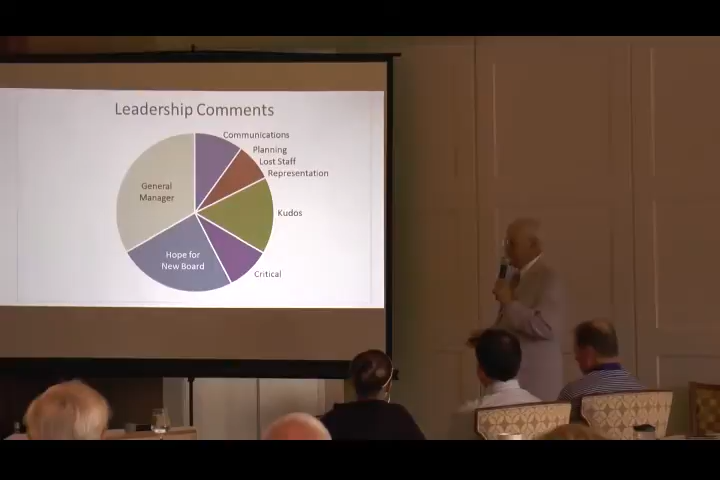 Leadership Comments
Communications
Planning
Lost Staff
Representation
General
Manager
Kudos
Hope for
New Board
Critical